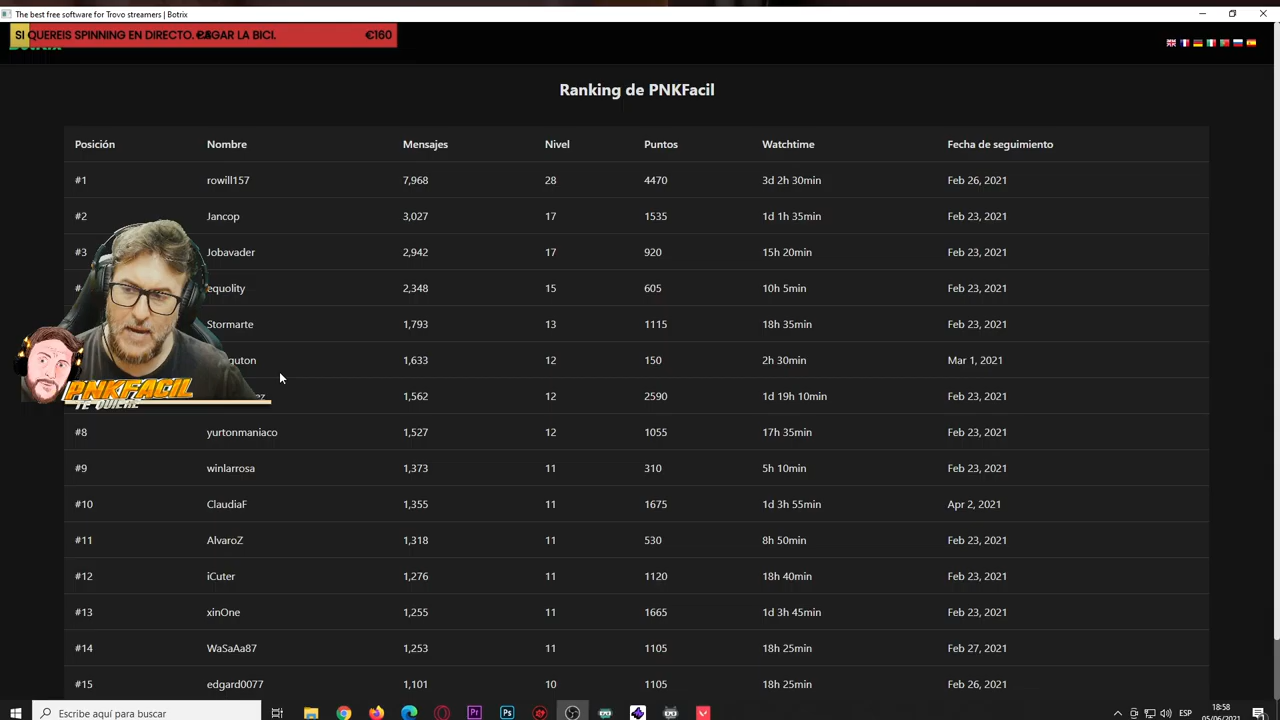 The best free software for Trovo streamers | Botrix
SI QUEREIS SPINNING EN DIRECTO. PAGAR LA BICI. €160
Ranking de PNKFacil
Posición Nombre Mensajes Nivel Puntos Watchtime Fecha de seguimiento
#1 rowill157 7,968 28 4470 3d 2h 30min Feb 26, 2021
#2 Jancop 3,027 17 1535 1d 1h 35min Feb 23, 2021
#3 Jobavader 2,942 17 920 15h 20min Feb 23, 2021
equolity 2,348 15 605 10h 5min Feb 23, 2021
Stormarte 1,793 13 1115 18h 35min Feb 23, 2021
1,633 12 150 2h 30min Mar 1, 2021
1,562 12 2590 1d 19h 10min Feb 23, 2021
PNKFACIL
TE QUIERE
#8 yurtonmaniaco 1,527 12 1055 17h 35min Feb 23, 2021
#9 winlarrosa 1,373 11 310 5h 10min Feb 23, 2021
#10 ClaudiaF 1,355 11 1675 1d 3h 55min Apr 2, 2021
#11 AlvaroZ 1,318 11 530 8h 50min Feb 23, 2021
#12 iCuter 1,276 11 1120 18h 40min Feb 23, 2021
#13 xinOne 1,255 11 1665 1d 3h 45min Feb 23, 2021
#14 WaSaAa87 1,253 11 1105 18h 25min Feb 27, 2021
#15 edgard0077 1,101 10 1105 18h 25min Feb 26, 2021
Escribe aquí para buscar
ESP
18:58
05/06/2021